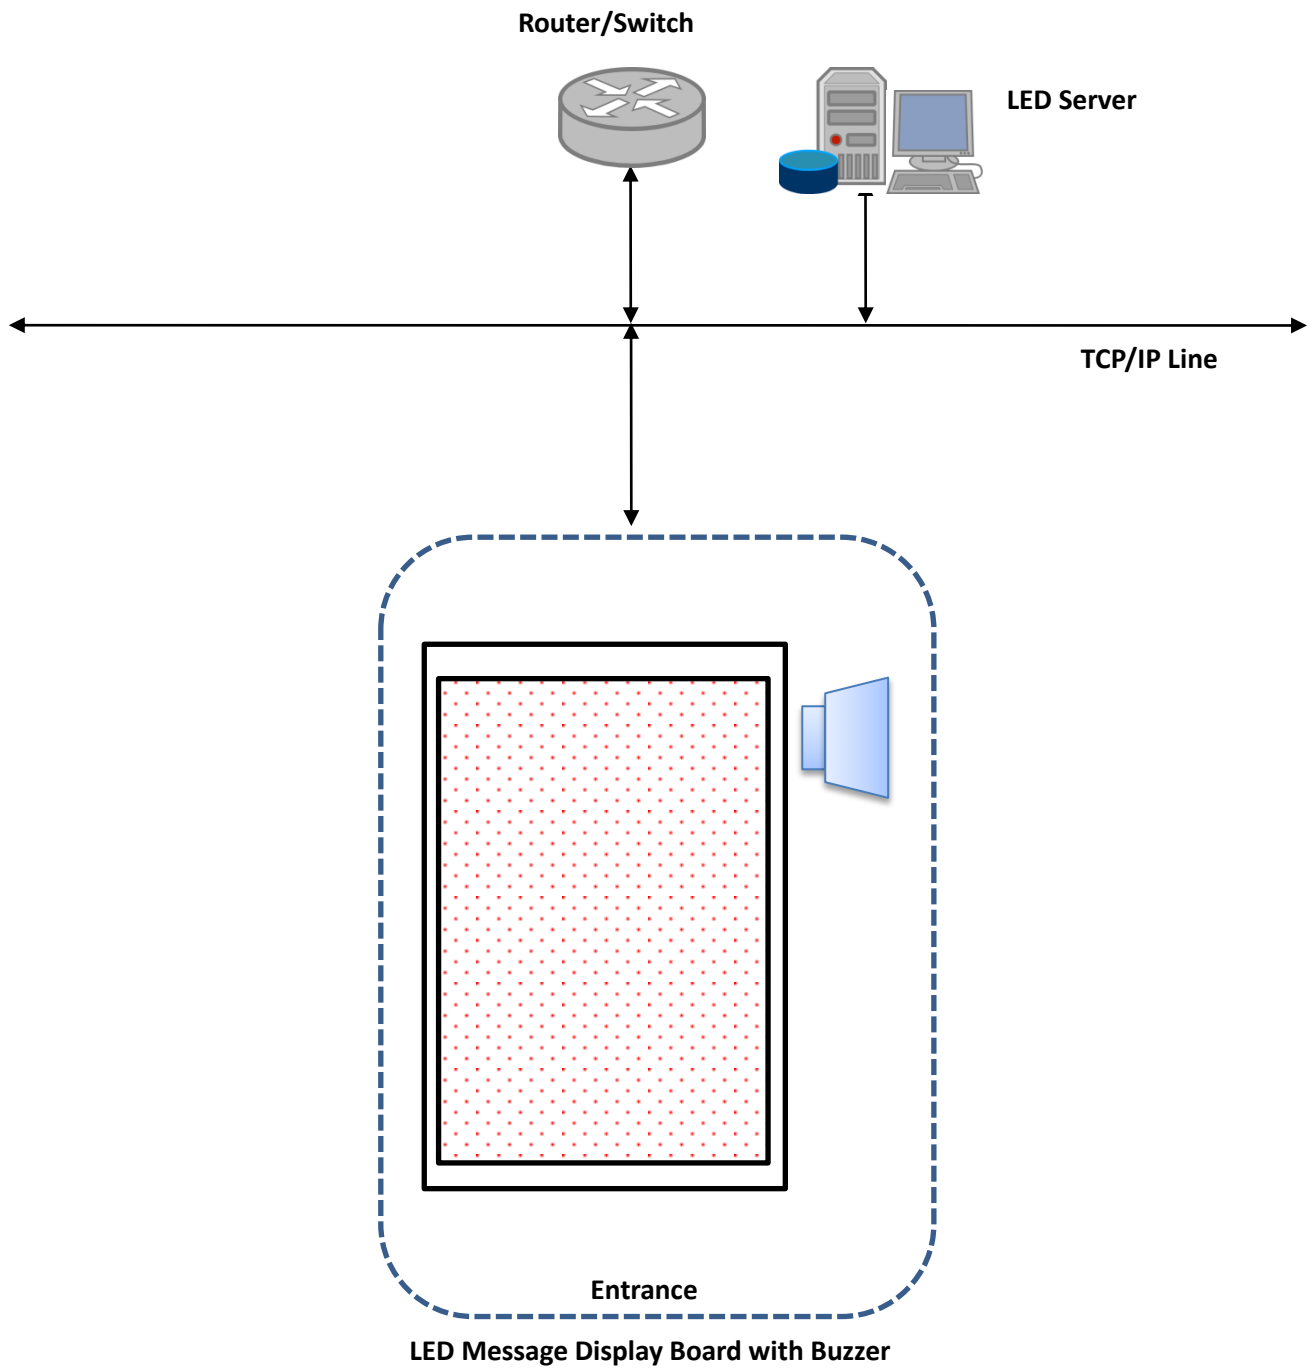 Router/Switch
LED Server
TCP/IP Line
Entrance
LED Message Display Board with Buzzer